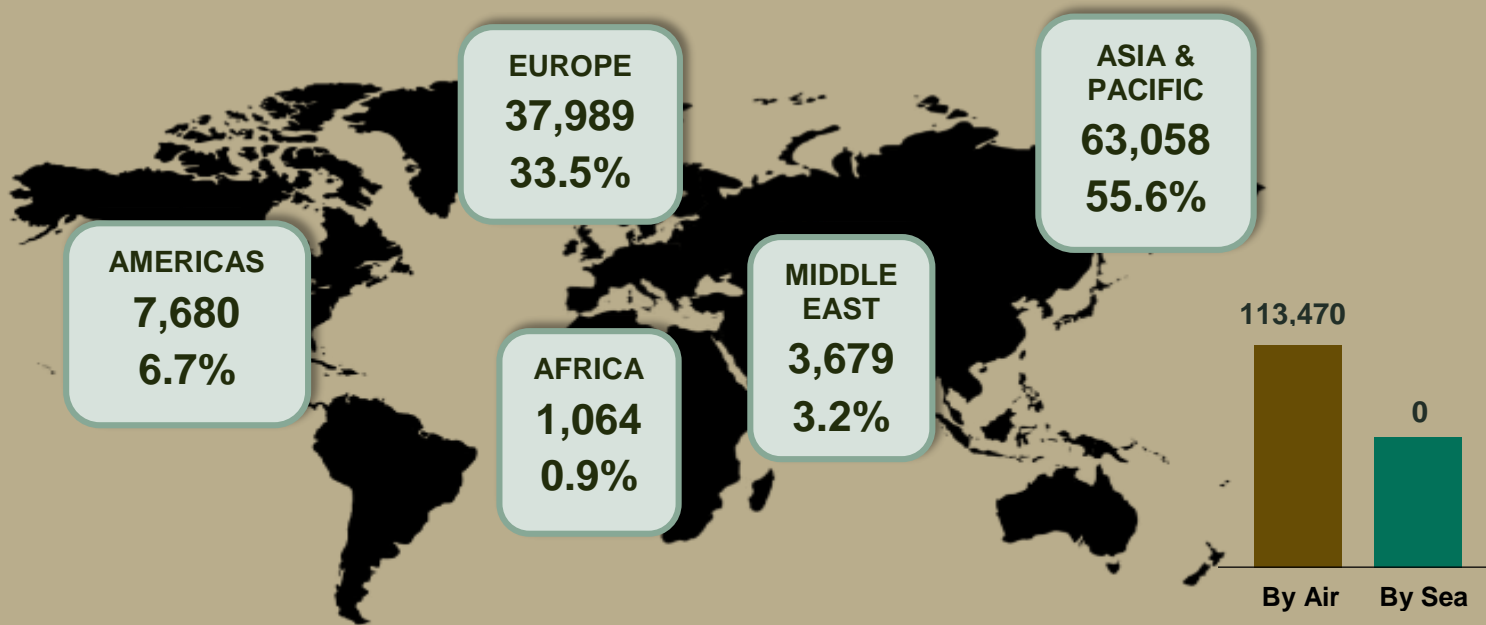 EUROPE
37,989
33.5%
ASIA &
PACIFIC
63,058
55.6%
AMERICAS
7,680
6.7%
MIDDLE
EAST
3,679
3.2%
AFRICA
1,064
0.9%
113,470
0
By Air
By Sea